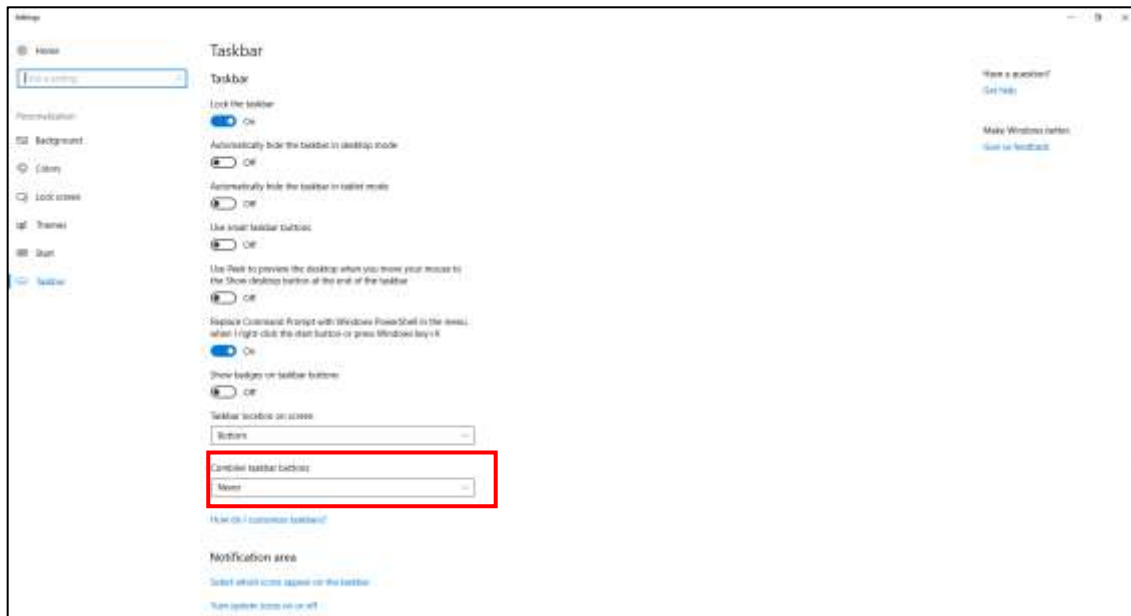 Settings
Home
Find a setting
Personalization
Background
Colors
Lock screen
Themes
Start
Taskbar
Taskbar
Taskbar
Lock the taskbar
On
Automatically hide the taskbar in desktop mode
Off
Automatically hide the taskbar in tablet mode
Off
Use small taskbar buttons
Off
Use Peek to preview the desktop when you move your mouse to
the Show desktop button at the end of the taskbar
Off
Replace Command Prompt with Windows PowerShell in the menu
when I right-click the start button or press Windows key+X
On
Show badges on taskbar buttons
Off
Taskbar location on screen
Bottom
Combine taskbar buttons
Never
How do I customize taskbars?
Notification area
Select which icons appear on the taskbar
Turn system icons on or off
Have a question?
Get help
Make Windows better.
Give us feedback